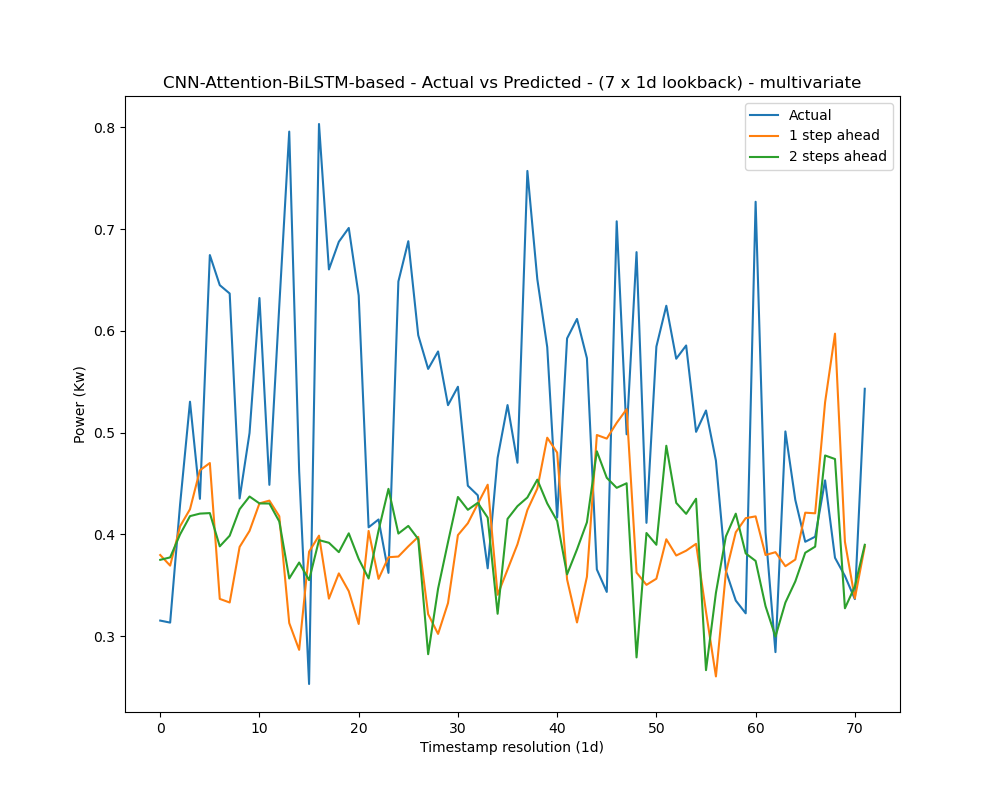 CNN-Attention-BiLSTM-based - Actual vs Predicted - (7 x 1d lookback) - multivariate
Actual
1 step ahead
2 steps ahead
0.8
0.7
0.6
0.5
0.4
0.3
Power (Kw)
0 10 20 30 40 50 60 70
Timestamp resolution (1d)